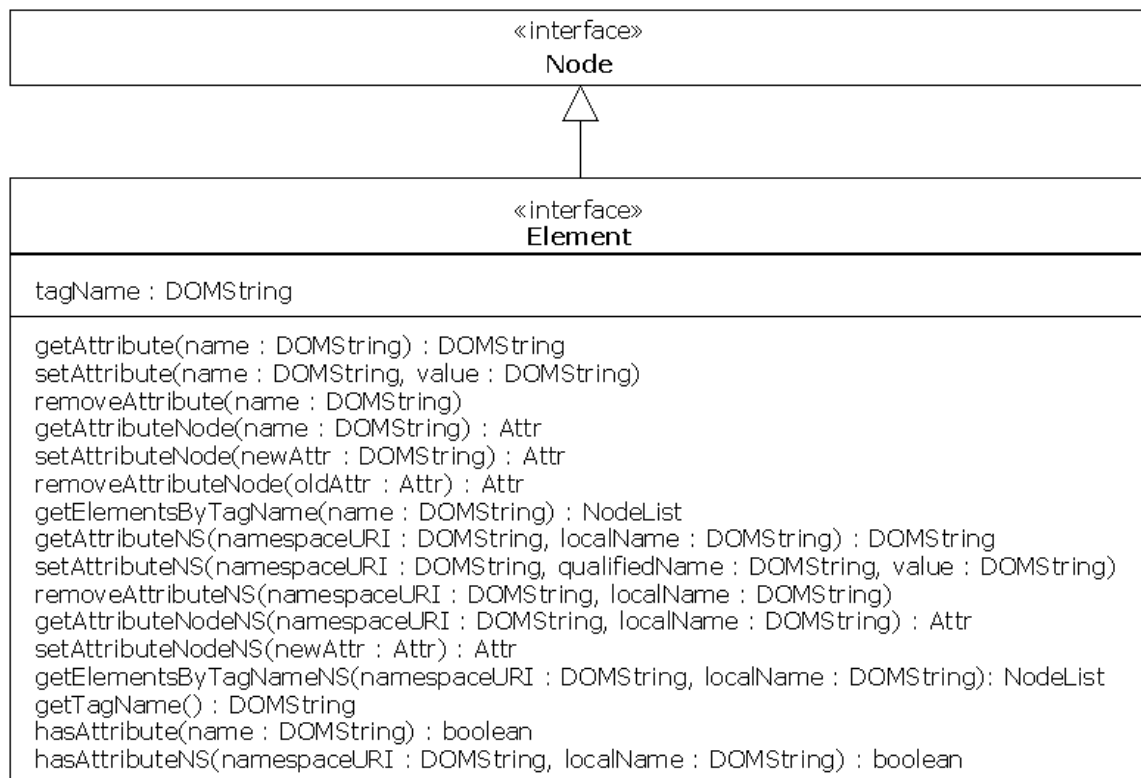 «interface»
Node
«interface»
Element
tagName : DOMString
getAttribute(name : DOMString) : DOMString
setAttribute(name : DOMString, value : DOMString)
removeAttribute(name : DOMString)
getAttributeNode(name : DOMString) : Attr
setAttributeNode(newAttr : DOMString) : Attr
removeAttributeNode(oldAttr : Attr) : Attr
getElementsByTagName(name : DOMString) : NodeList
getAttributeNS(namespaceURI : DOMString, localName : DOMString) : DOMString
setAttributeNS(namespaceURI : DOMString, qualifiedName : DOMString, value : DOMString)
removeAttributeNS(namespaceURI : DOMString, localName : DOMString)
getAttributeNodeNS(namespaceURI : DOMString, localName : DOMString) : Attr
setAttributeNodeNS(newAttr : Attr) : Attr
getElementsByTagNameNS(namespaceURI : DOMString, localName : DOMString): NodeList
getTagName() : DOMString
hasAttribute(name : DOMString) : boolean
hasAttributeNS(namespaceURI : DOMString, localName : DOMString) : boolean